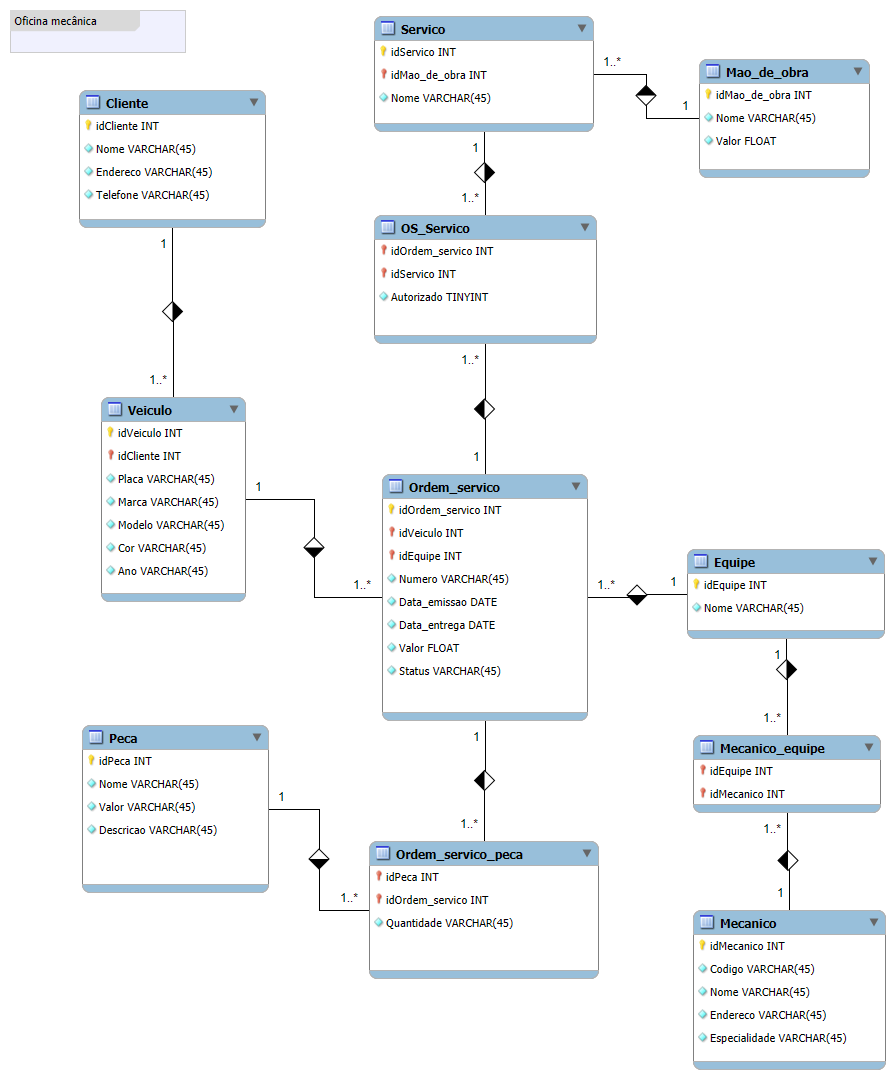 Oficina mecânica
Servico
idServico INT
idMao_de_obra INT
Nome VARCHAR(45)
1..*
1
Mao_de_obra
idMao_de_obra INT
Nome VARCHAR(45)
Valor FLOAT
Cliente
idCliente INT
Nome VARCHAR(45)
Endereco VARCHAR(45)
Telefone VARCHAR(45)
1
1..*
1
1..*
OS_Servico
idOrdem_servico INT
idServico INT
Autorizado TINYINT
1..*
1
Veiculo
idVeiculo INT
idCliente INT
Placa VARCHAR(45)
Marca VARCHAR(45)
Modelo VARCHAR(45)
Cor VARCHAR(45)
Ano VARCHAR(45)
1
1..*
Ordem_servico
idOrdem_servico INT
idVeiculo INT
idEquipe INT
Numero VARCHAR(45)
Data_emissao DATE
Data_entrega DATE
Valor FLOAT
Status VARCHAR(45)
1..*
1
Equipe
idEquipe INT
Nome VARCHAR(45)
1
1..*
Mecanico_equipe
idEquipe INT
idMecanico INT
1..*
1
Peca
idPeca INT
Nome VARCHAR(45)
Valor VARCHAR(45)
Descricao VARCHAR(45)
1
1..*
1
1..*
Ordem_servico_peca
idPeca INT
idOrdem_servico INT
Quantidade VARCHAR(45)
Mecanico
idMecanico INT
Codigo VARCHAR(45)
Nome VARCHAR(45)
Endereco VARCHAR(45)
Especialidade VARCHAR(45)